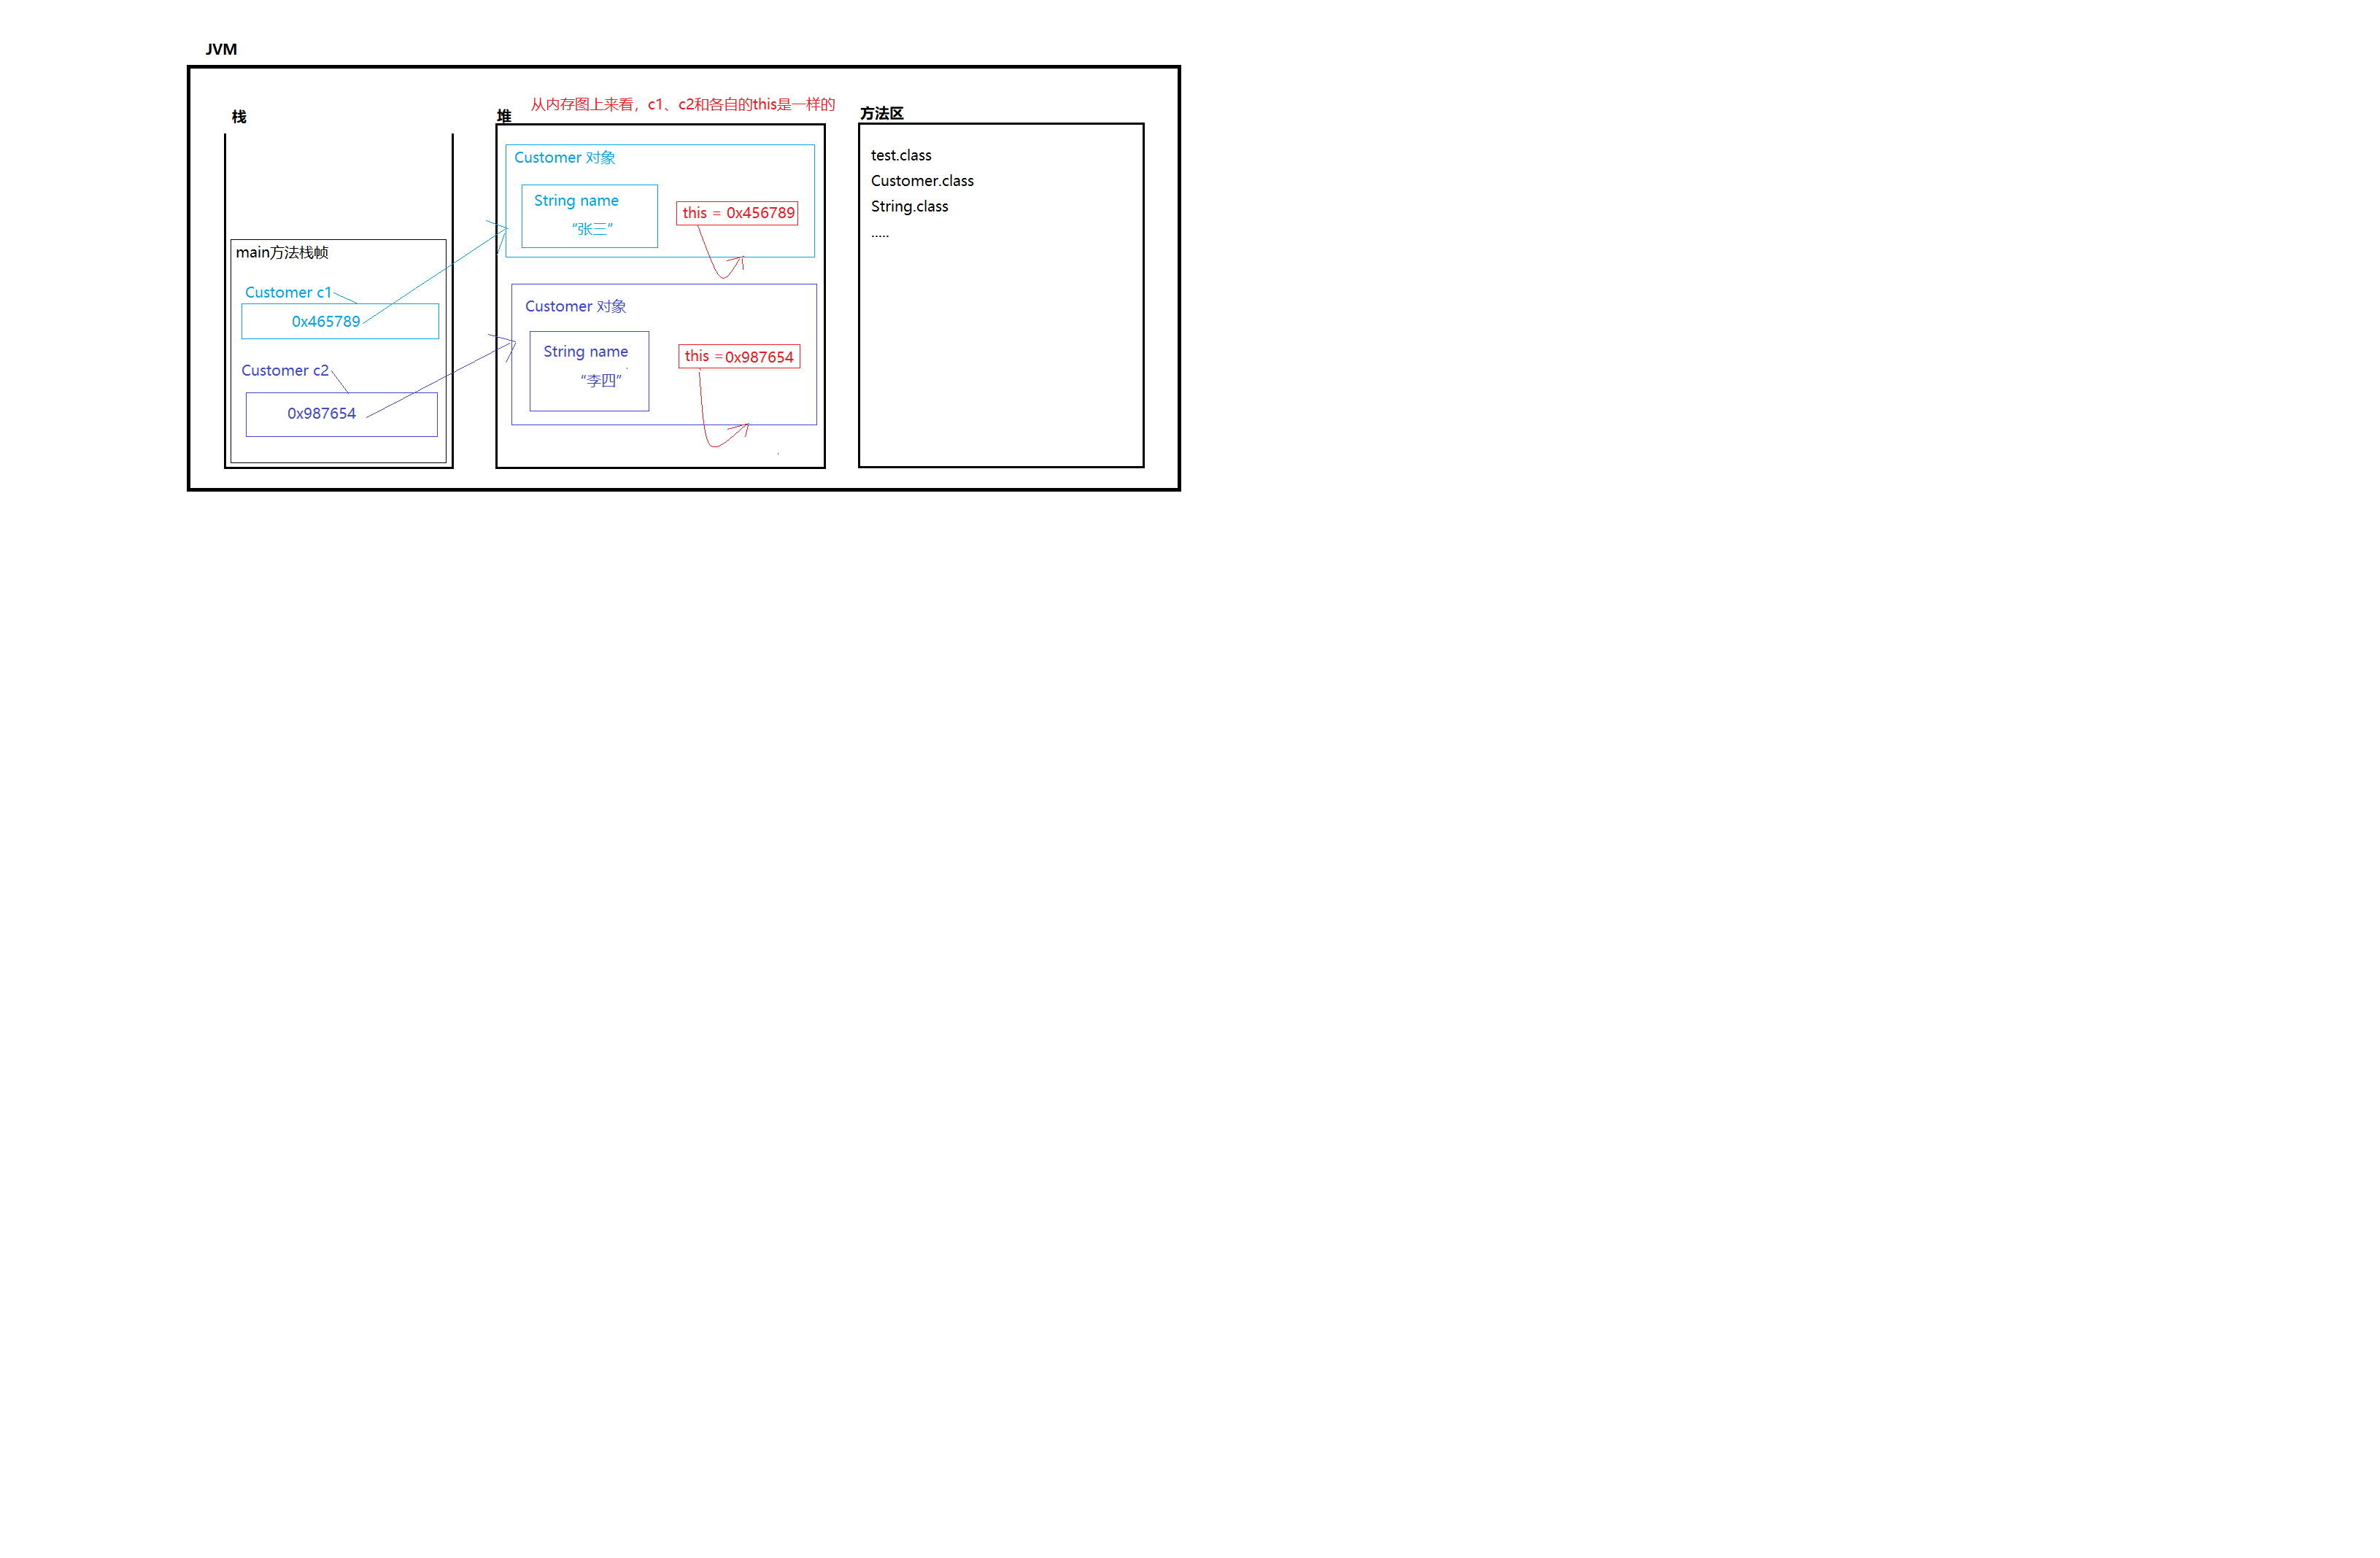 JVM
栈
main方法栈帧
Customer c1
0x465789
Customer c2
0x987654
从内存图上来看，c1、c2和各自的this是一样的
堆
Customer 对象
String name
“张三”
this = 0x456789
Customer 对象
String name
“李四”
this =0x987654
方法区
test.class
Customer.class
String.class
.....